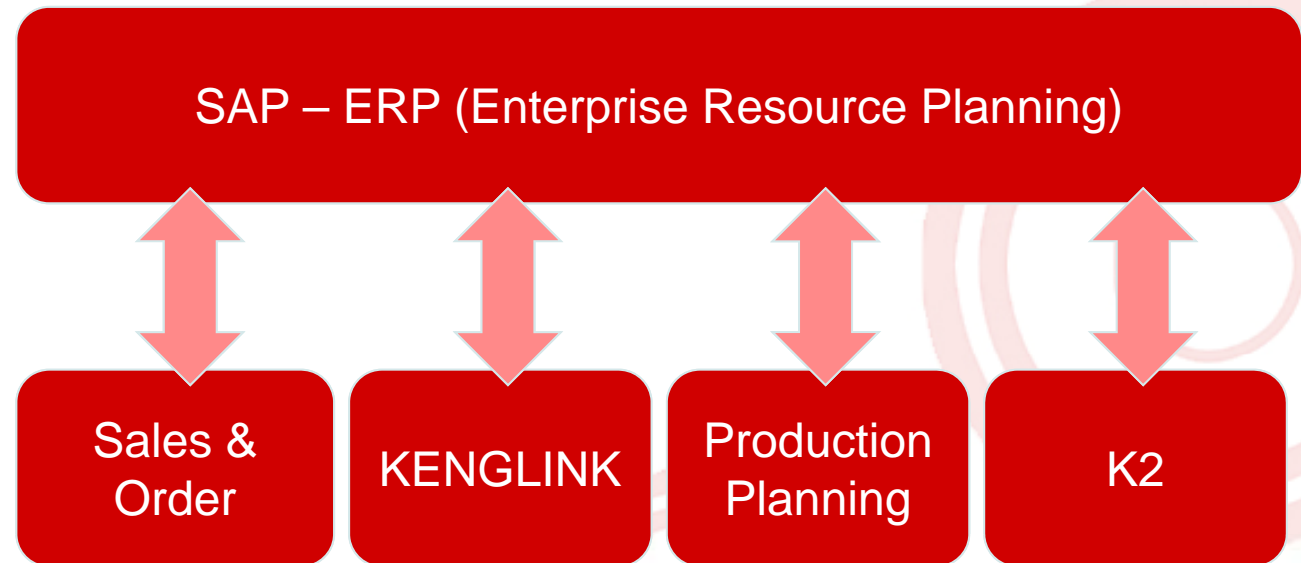 SAP – ERP (Enterprise Resource Planning)
Sales &
Order
KENGLINK
Production
Planning
K2